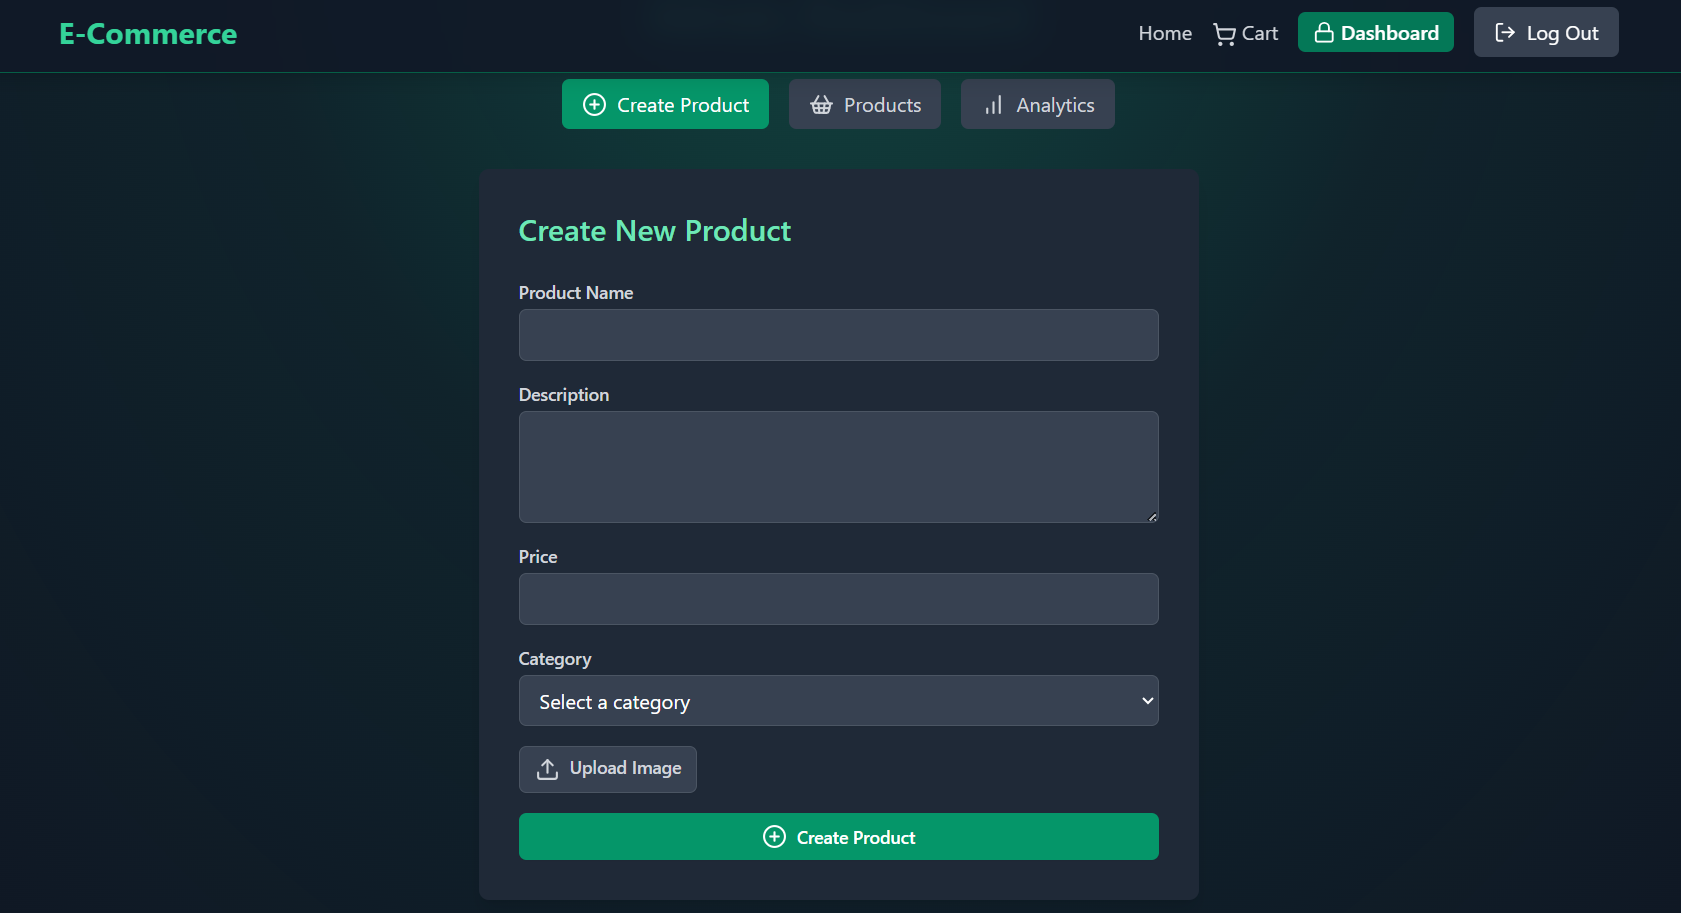 E-Commerce
Home Cart Dashboard Log Out
Create Product Products Analytics
Create New Product
Product Name
Description
Price
Category
Select a category
Upload Image
Create Product